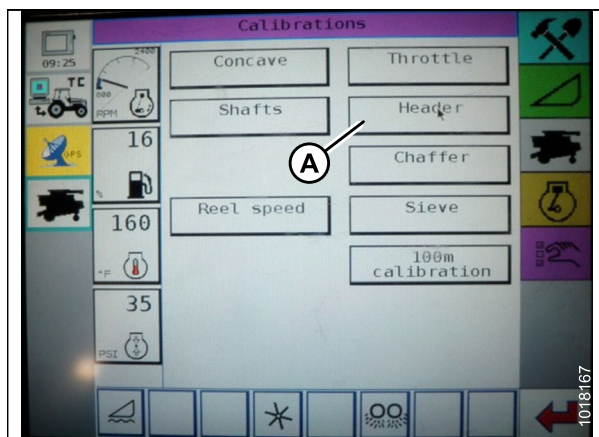 Calibrations
09:25
TC
GPS
2400
600
RPM
16
%
160
°F
35
PSI
Concave
Throttle
Shafts
Header
A
Chaffer
Reel speed
Sieve
100m
calibration
1018167